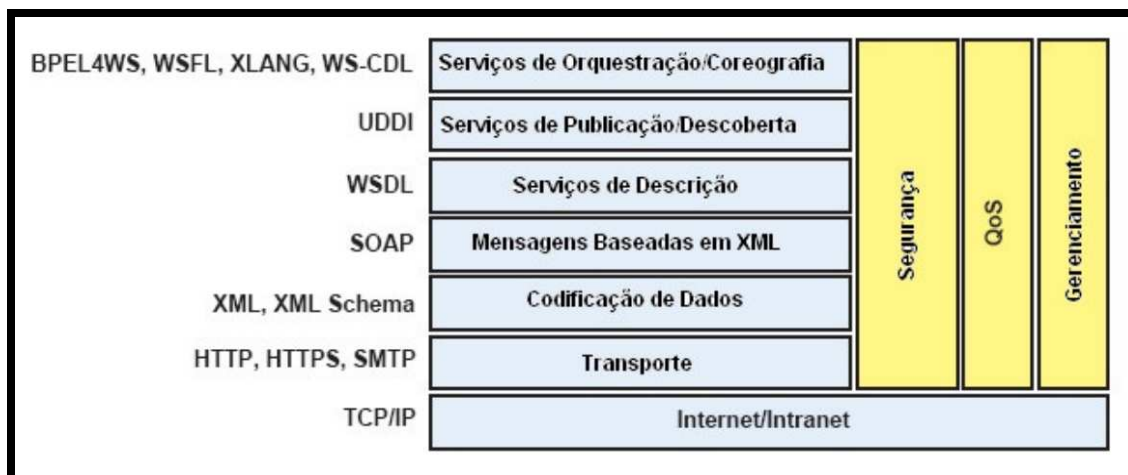 BPEL4WS, WSFL, XLANG, WS-CDL
Serviços de Orquestração/Coreografia
UDDI
Serviços de Publicação/Descoberta
WSDL
Serviços de Descrição
SOAP
Mensagens Baseadas em XML
XML, XML Schema
Codificação de Dados
HTTP, HTTPS, SMTP
Transporte
TCP/IP
Internet/Intranet
Segurança
QoS
Gerenciamento